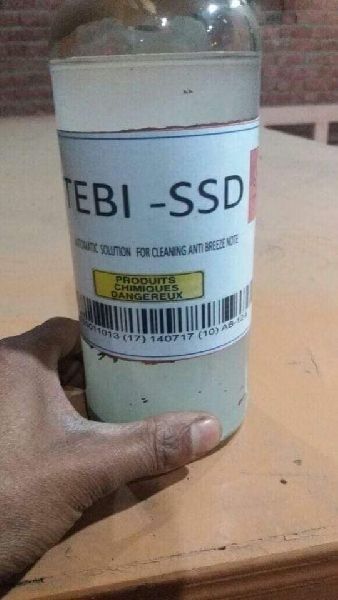 TEBI -SSD
AUTOMATIC SOLUTION FOR CLEANING ANTI BREEZE NOTE
PRODUITS
CHIMIQUES
DANGEREUX
(17) 140717 (10)